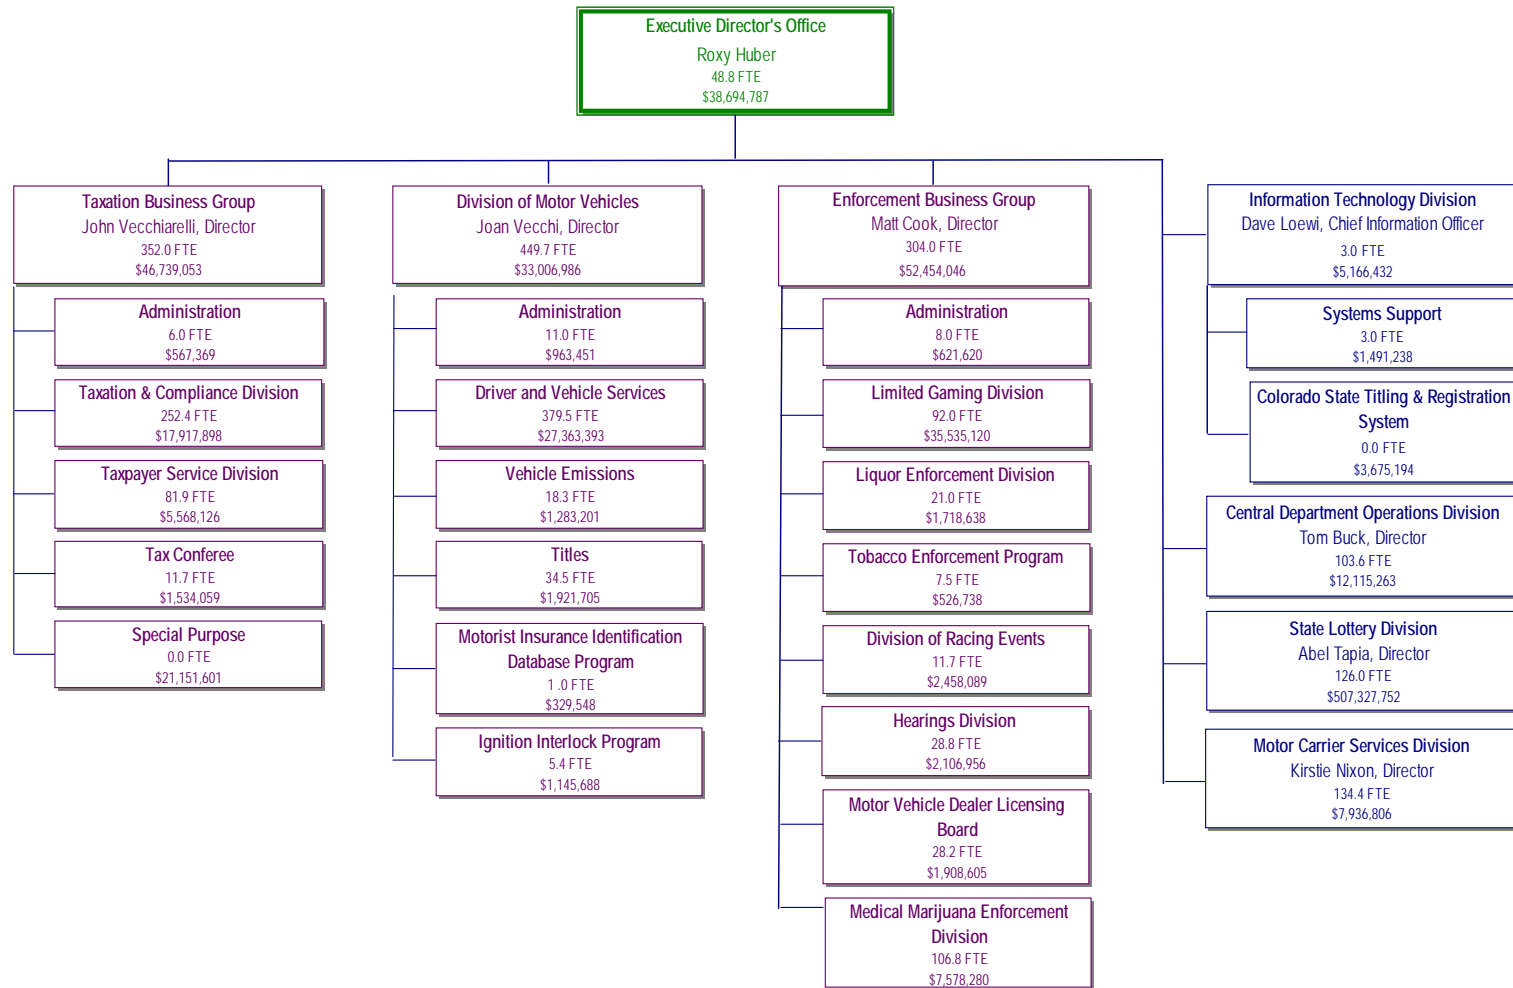 Executive Director's Office
Roxy Huber
48.8 FTE
$38,694,787
Taxation Business Group
John Vecchiarelli, Director
352.0 FTE
$46,739,053
Administration
6.0 FTE
$567,369
Taxation & Compliance Division
252.4 FTE
$17,917,898
Taxpayer Service Division
81.9 FTE
$5,568,126
Tax Conferee
11.7 FTE
$1,534,059
Special Purpose
0.0 FTE
$21,151,601
Division of Motor Vehicles
Joan Vecchi, Director
449.7 FTE
$33,006,986
Administration
11.0 FTE
$963,451
Driver and Vehicle Services
379.5 FTE
$27,363,393
Vehicle Emissions
18.3 FTE
$1,283,201
Titles
34.5 FTE
$1,921,705
Motorist Insurance Identification
Database Program
1 .0 FTE
$329,548
Ignition Interlock Program
5.4 FTE
$1,145,688
Enforcement Business Group
Matt Cook, Director
304.0 FTE
$52,454,046
Administration
8.0 FTE
$621,620
Limited Gaming Division
92.0 FTE
$35,535,120
Liquor Enforcement Division
21.0 FTE
$1,718,638
Tobacco Enforcement Program
7.5 FTE
$526,738
Division of Racing Events
11.7 FTE
$2,458,089
Hearings Division
28.8 FTE
$2,106,956
Motor Vehicle Dealer Licensing
Board
28.2 FTE
$1,908,605
Medical Marijuana Enforcement
Division
106.8 FTE
$7,578,280
Information Technology Division
Dave Loewi, Chief Information Officer
3.0 FTE
$5,166,432
Systems Support
3.0 FTE
$1,491,238
Colorado State Titling & Registration
System
0.0 FTE
$3,675,194
Central Department Operations Division
Tom Buck, Director
103.6 FTE
$12,115,263
State Lottery Division
Abel Tapia, Director
126.0 FTE
$507,327,752
Motor Carrier Services Division
Kirstie Nixon, Director
134.4 FTE
$7,936,806